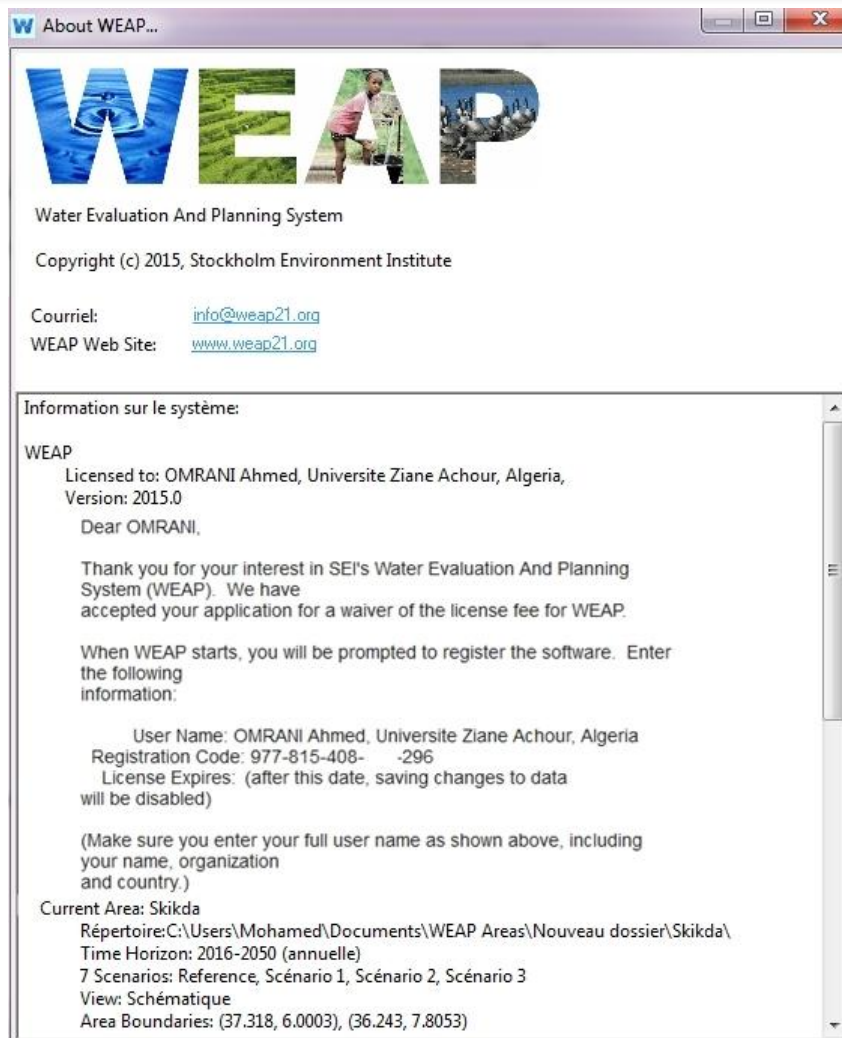 About WEAP...
WEAP
Water Evaluation And Planning System
Copyright (c) 2015, Stockholm Environment Institute
Courriel: info@weap21.org
WEAP Web Site: www.weap21.org
Information sur le système:
WEAP
Licensed to: OMRANI Ahmed, Universite Ziane Achour, Algeria,
Version: 2015.0
Dear OMRANI,
Thank you for your interest in SEI's Water Evaluation And Planning
System (WEAP).  We have
accepted your application for a waiver of the license fee for WEAP.
When WEAP starts, you will be prompted to register the software.  Enter
the following
information:
User Name: OMRANI Ahmed, Universite Ziane Achour, Algeria
Registration Code: 977-815-408-     -296
License Expires:  (after this date, saving changes to data
will be disabled)
(Make sure you enter your full user name as shown above, including
your name, organization
and country.)
Current Area: Skikda
Répertoire:C:\Users\Mohamed\Documents\WEAP Areas\Nouveau dossier\Skikda\
Time Horizon: 2016-2050 (annuelle)
7 Scenarios: Reference, Scénario 1, Scénario 2, Scénario 3
View: Schématique
Area Boundaries: (37.318, 6.0003), (36.243, 7.8053)